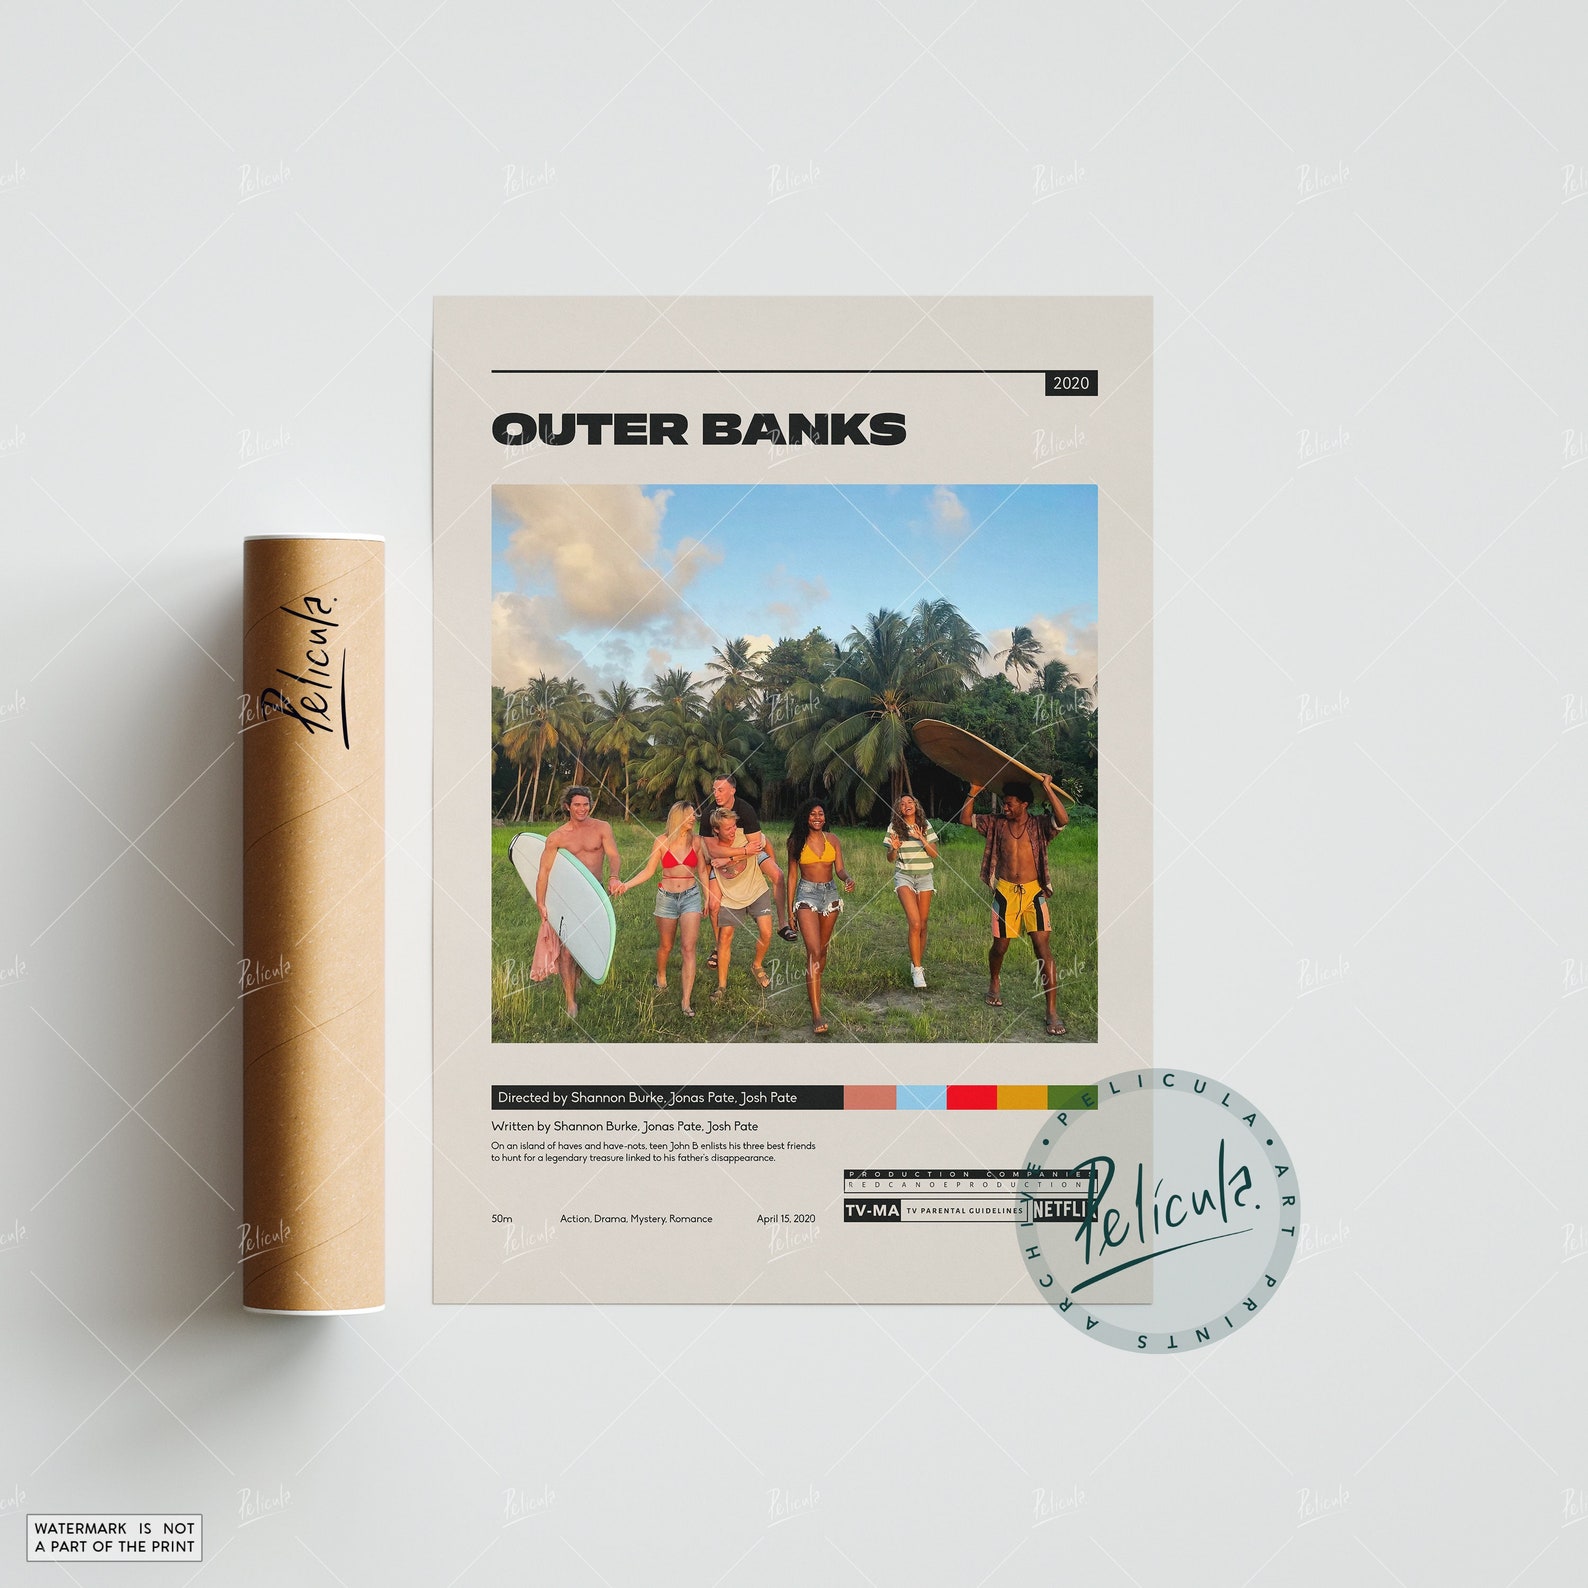 2020
OUTER BANKS
Pelicula.
Directed by Shannon Burke, Jonas Pate, Josh Pate
Written by Shannon Burke, Jonas Pate, Josh Pate
On an island of haves and have-nots, teen John B enlists his three best friends
to hunt for a legendary treasure linked to his father's disappearance.
PRODUCTION COMPANIES
REDCANOEPRODUCTION
TV-MA TV PARENTAL GUIDELINES NETFLIX
50m Action, Drama, Mystery, Romance April 15, 2020
PELICULA • ART PRINTS ARCHIVE •
Pelicula.
WATERMARK IS NOT
A PART OF THE PRINT